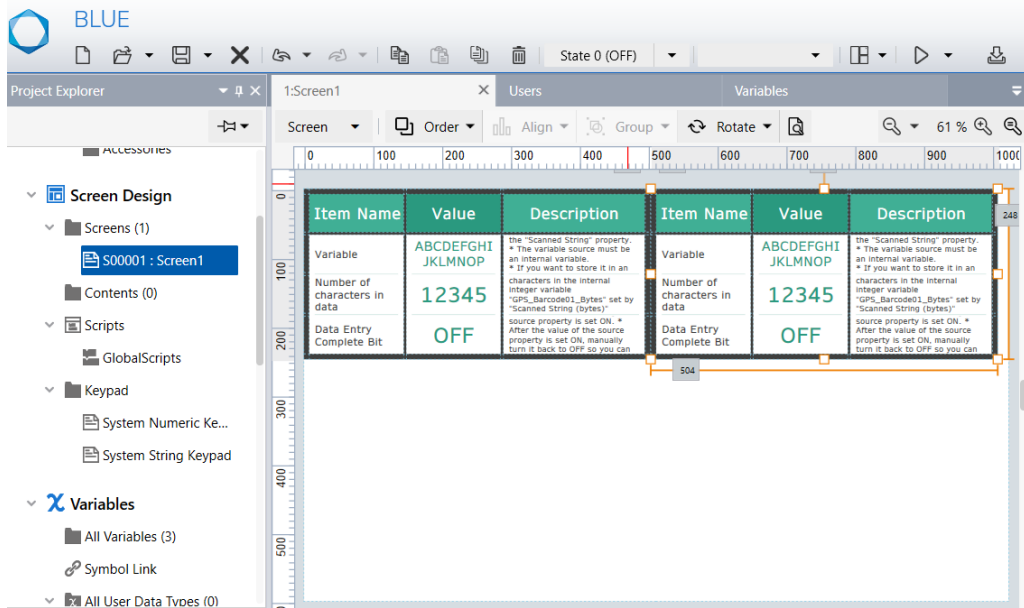 BLUE
State 0 (OFF)
Project Explorer
1:Screen1
Users
Variables
Screen
Order
Align
Group
Rotate
61 %
Accessories
Screen Design
Screens (1)
S00001 : Screen1
Contents (0)
Scripts
GlobalScripts
Keypad
System Numeric Ke...
System String Keypad
Variables
All Variables (3)
Symbol Link
All User Data Types (0)
0 100 200 300 400 500 600 700 800 900 1000
0
100
200
300
400
500
Item Name Value Description
Variable
ABCDEFGHI
JKLMNOP
the "Scanned String" property.
* The variable source must be
an internal variable.
* If you want to store it in an
Number of
characters in
data
12345
characters in the internal
integer variable
"GPS_Barcode01_Bytes" set by
"Scanned String (bytes)"
Data Entry
Complete Bit
OFF
source property is set ON. *
After the value of the source
property is set ON, manually
turn it back to OFF so you can
Item Name Value Description
Variable
ABCDEFGHI
JKLMNOP
the "Scanned String" property.
* The variable source must be
an internal variable.
* If you want to store it in an
Number of
characters in
data
12345
characters in the internal
integer variable
"GPS_Barcode01_Bytes" set by
"Scanned String (bytes)"
Data Entry
Complete Bit
OFF
source property is set ON. *
After the value of the source
property is set ON, manually
turn it back to OFF so you can
248
504